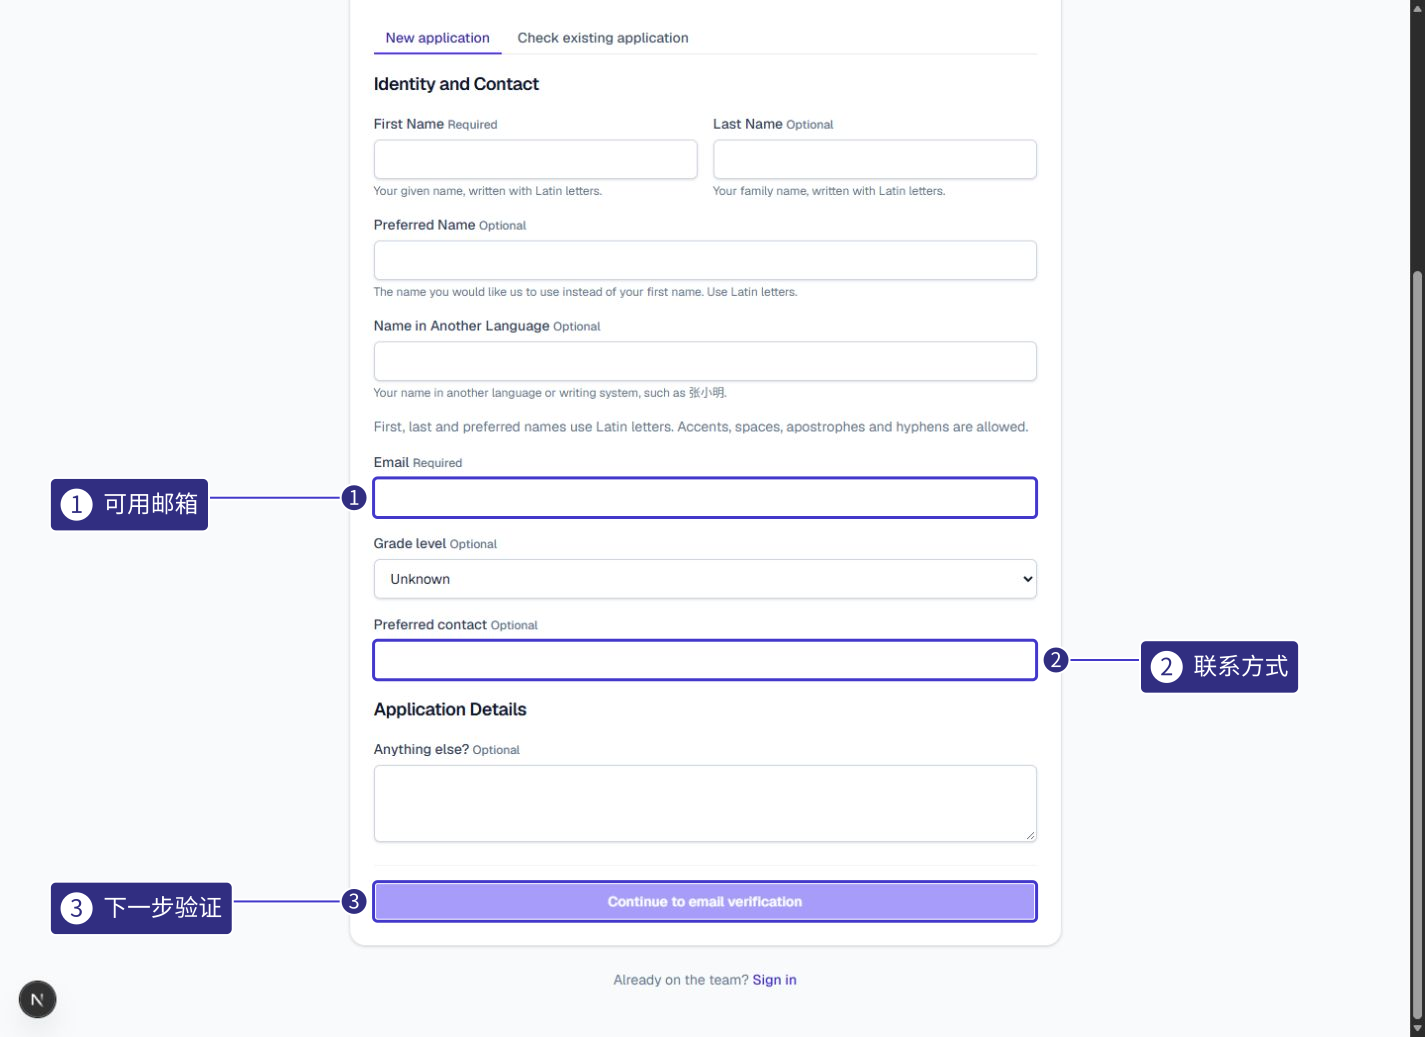 New application Check existing application
Identity and Contact
First Name Required Last Name Optional
Your given name, written with Latin letters. Your family name, written with Latin letters.
Preferred Name Optional
The name you would like us to use instead of your first name. Use Latin letters.
Name in Another Language Optional
Your name in another language or writing system, such as 张小明.
First, last and preferred names use Latin letters. Accents, spaces, apostrophes and hyphens are allowed.
Email Required
1 可用邮箱 1
Grade level Optional
Unknown
Preferred contact Optional
2 2 联系方式
Application Details
Anything else? Optional
3 下一步验证 3 Continue to email verification
Already on the team? Sign in
N